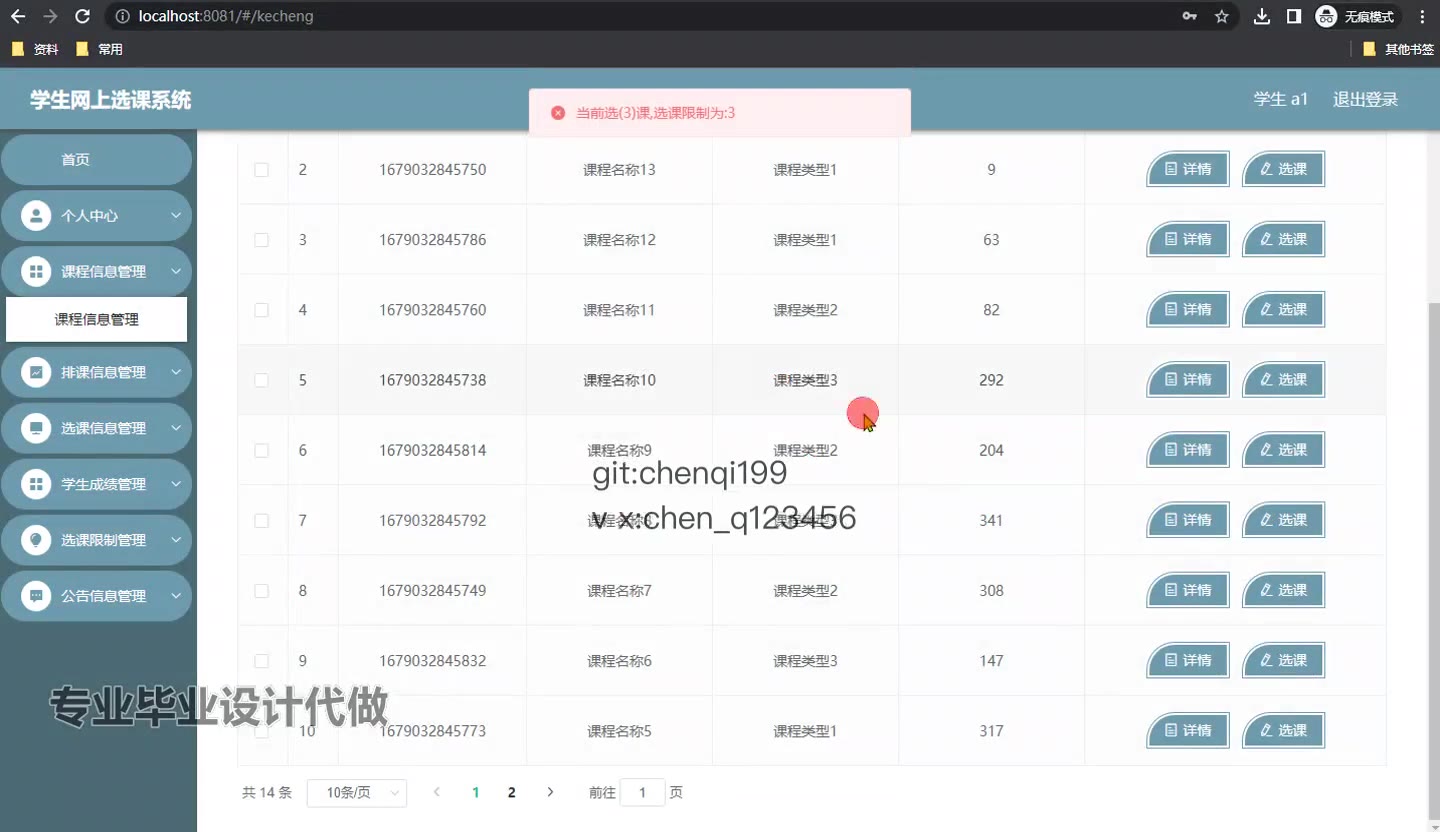 localhost:8081/#/kecheng
无痕模式
资料
常用
其他书签
学生网上选课系统
当前选(3)课,选课限制为:3
学生 a1
退出登录
首页
个人中心
课程信息管理
课程信息管理
排课信息管理
选课信息管理
学生成绩管理
选课限制管理
公告信息管理
2 1679032845750 课程名称13 课程类型1 9 详情 选课
3 1679032845786 课程名称12 课程类型1 63 详情 选课
4 1679032845760 课程名称11 课程类型2 82 详情 选课
5 1679032845738 课程名称10 课程类型3 292 详情 选课
6 1679032845814 课程名称9 课程类型2 204 详情 选课
git:chenqi199
7 1679032845792 341 详情 选课
v x:chen_q123456
8 1679032845749 课程名称7 课程类型2 308 详情 选课
9 1679032845832 课程名称6 课程类型3 147 详情 选课
专业毕业设计代做
10 1679032845773 课程名称5 课程类型1 317 详情 选课
共 14 条 10条/页 1 2 前往 1 页